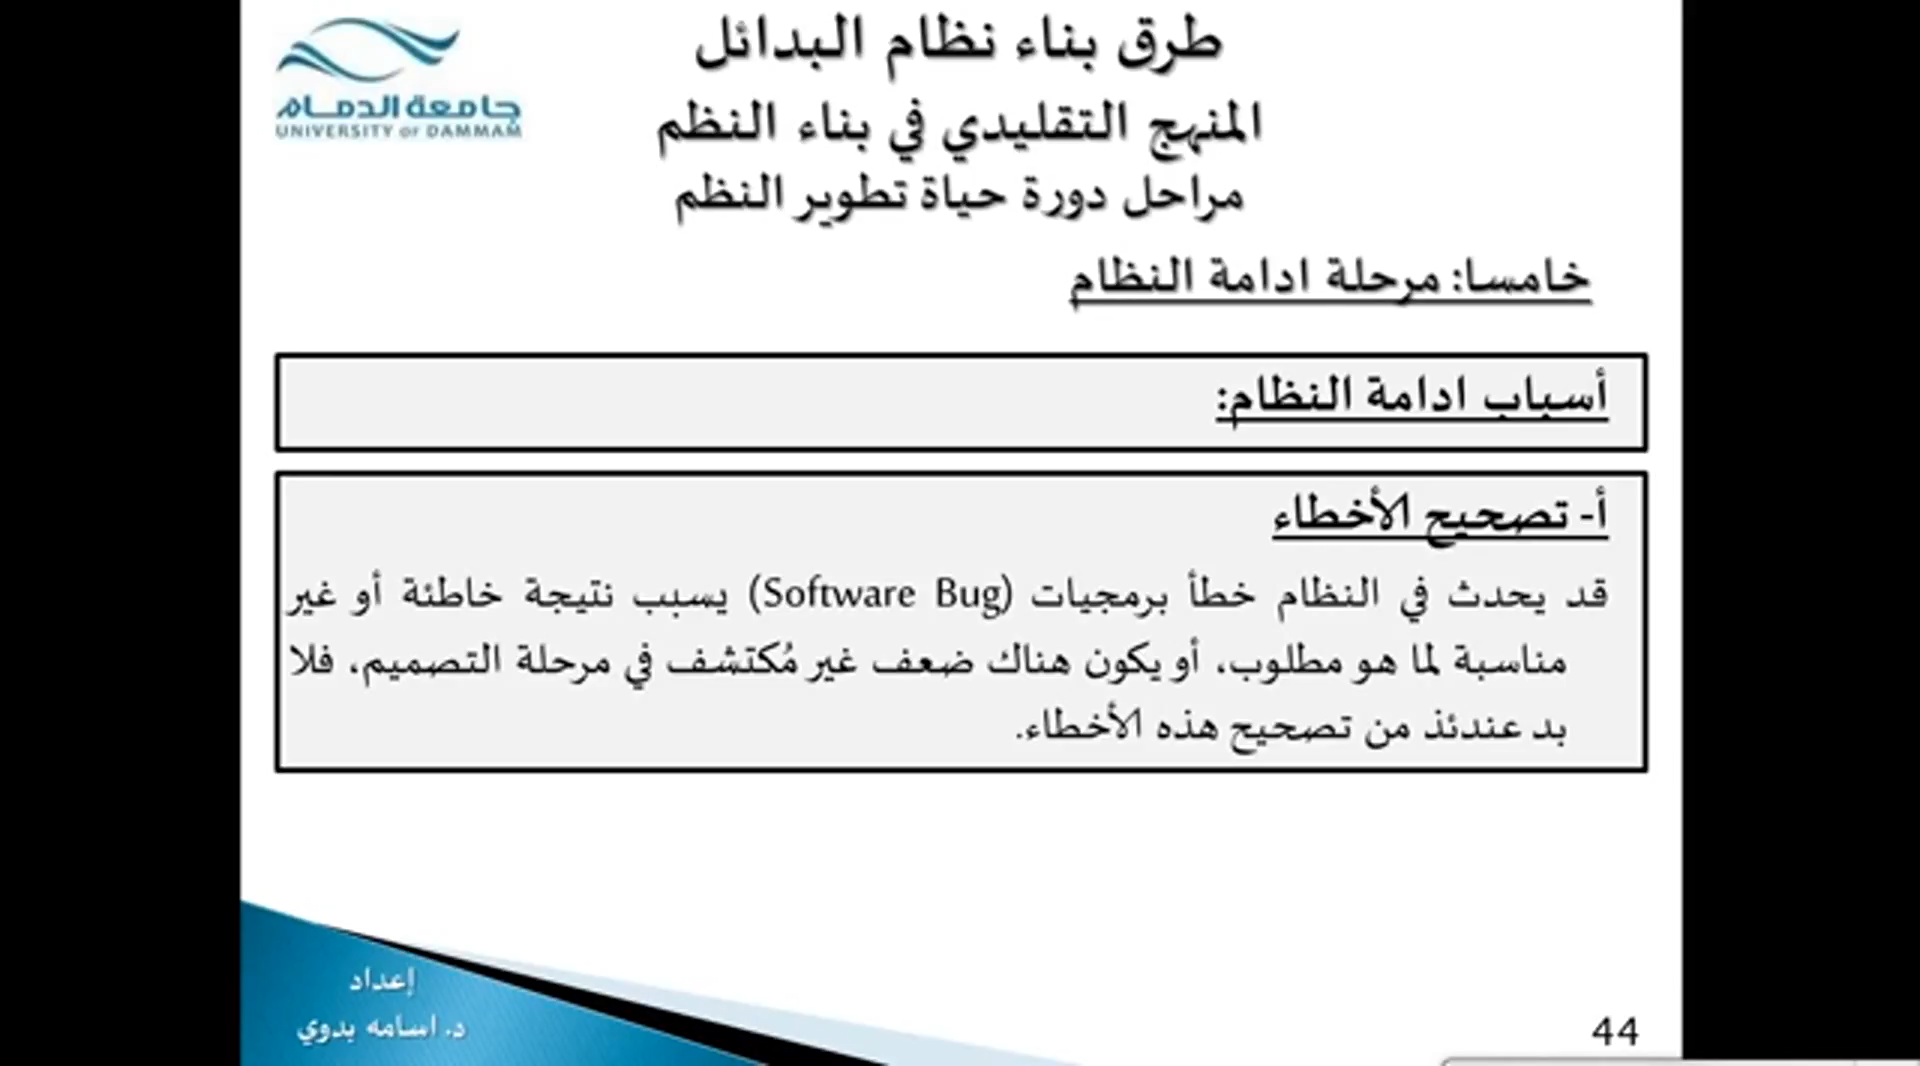 طرق بناء نظام البدائل
المنهج التقليدي في بناء النظم
مراحل دورة حياة تطوير النظم
جامعة الدمام
UNIVERSITY OF DAMMAM
خامسا: مرحلة ادامة النظام
أسباب ادامة النظام:
أ- تصحيح الأخطاء
قد يحدث في النظام خطأ برمجيات (Software Bug) يسبب نتيجة خاطئة أو غير
مناسبة لما هو مطلوب، أو يكون هناك ضعف غير مُكتشف في مرحلة التصميم، فلا
بد عندئذ من تصحيح هذه الأخطاء.
إعداد
د. اسامه بدوي
44